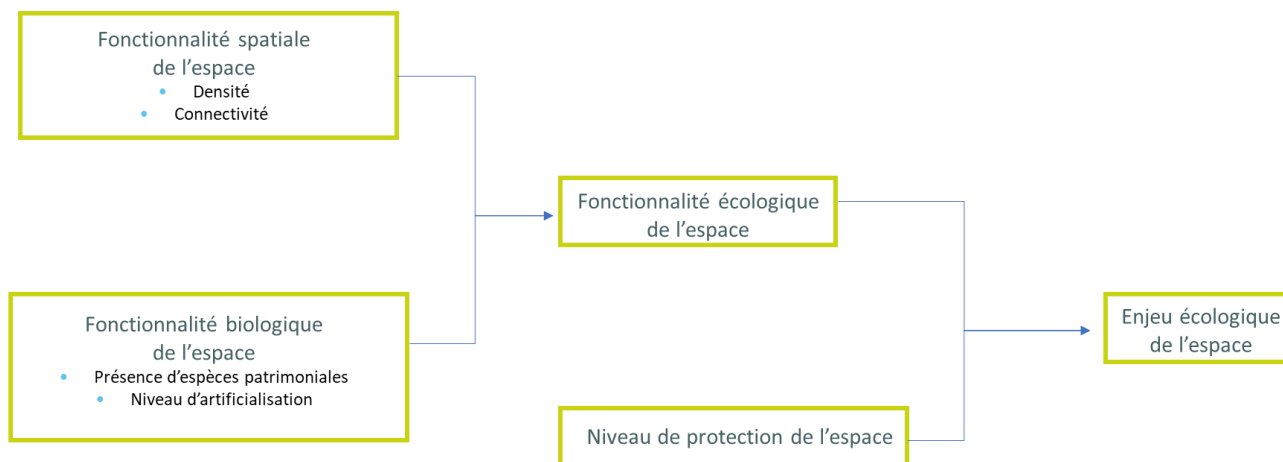 Fonctionnalité spatiale
de l’espace
• Densité
• Connectivité
Fonctionnalité biologique
de l’espace
• Présence d’espèces patrimoniales
• Niveau d’artificialisation
Fonctionnalité écologique
de l’espace
Niveau de protection de l’espace
Enjeu écologique
de l’espace